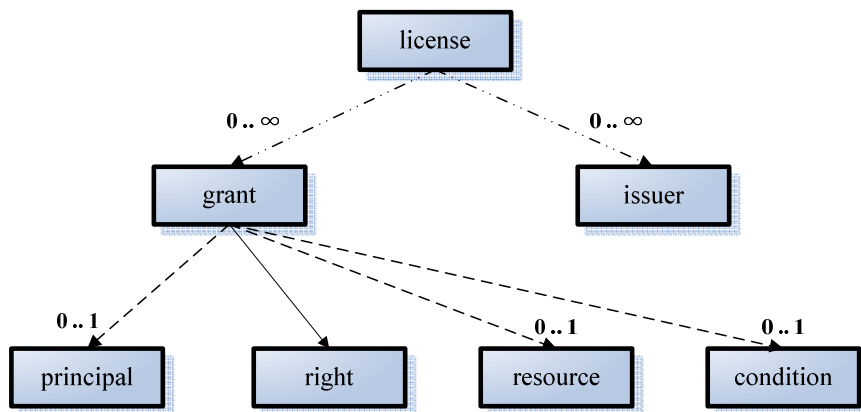 license
0 .. ∞
0 .. ∞
grant
issuer
0 .. 1
0 .. 1
0 .. 1
principal
right
resource
condition